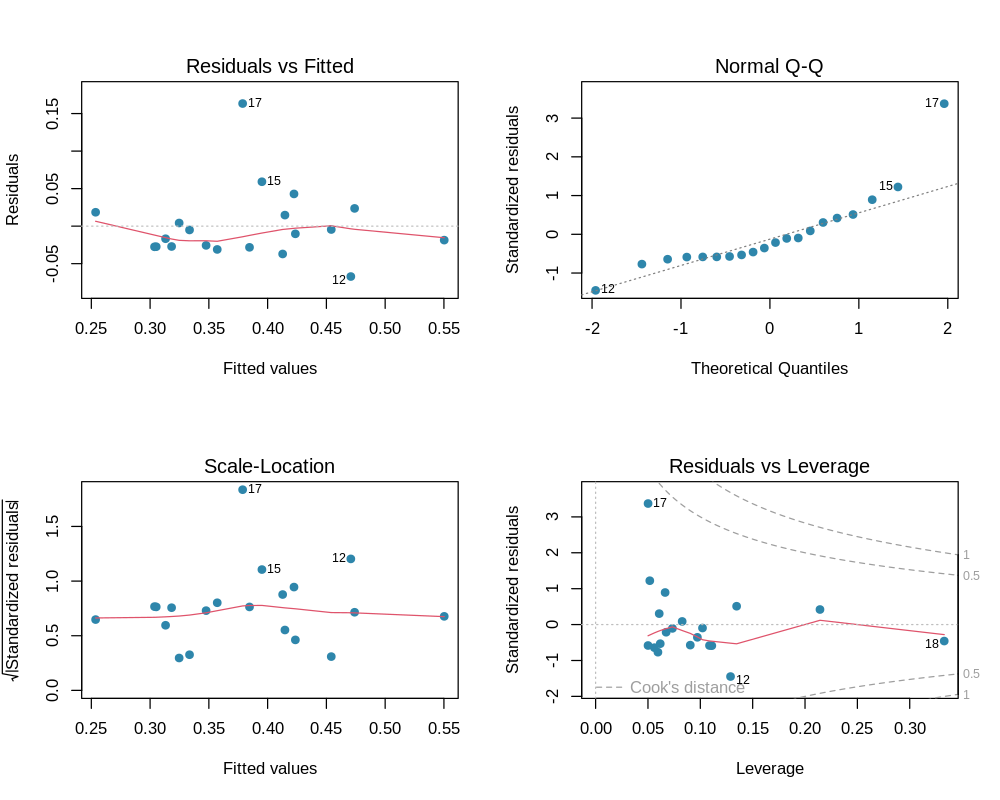 Residuals vs Fitted
Residuals
-0.05 0.05 0.15
17
15
12
0.25 0.30 0.35 0.40 0.45 0.50 0.55
Fitted values
Normal Q-Q
Standardized residuals
-1 0 1 2 3
17
15
12
-2 -1 0 1 2
Theoretical Quantiles
Scale-Location
√|Standardized residuals|
0.0 0.5 1.0 1.5
17
12
15
0.25 0.30 0.35 0.40 0.45 0.50 0.55
Fitted values
Residuals vs Leverage
Standardized residuals
-2 -1 0 1 2 3
17
1
0.5
18
0.5
12
Cook's distance
1
0.00 0.05 0.10 0.15 0.20 0.25 0.30
Leverage